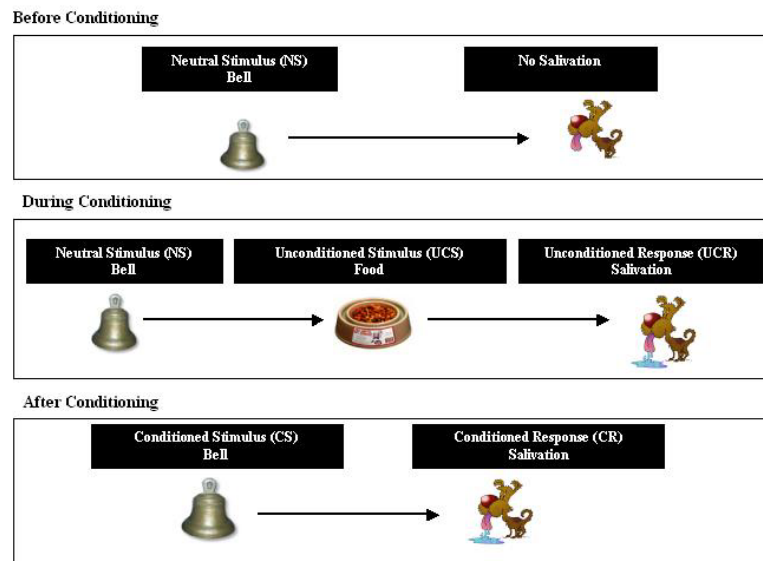 Before Conditioning
Neutral Stimulus (NS)
Bell
No Salivation
During Conditioning
Neutral Stimulus (NS)
Bell
Unconditioned Stimulus (UCS)
Food
Unconditioned Response (UCR)
Salivation
After Conditioning
Conditioned Stimulus (CS)
Bell
Conditioned Response (CR)
Salivation